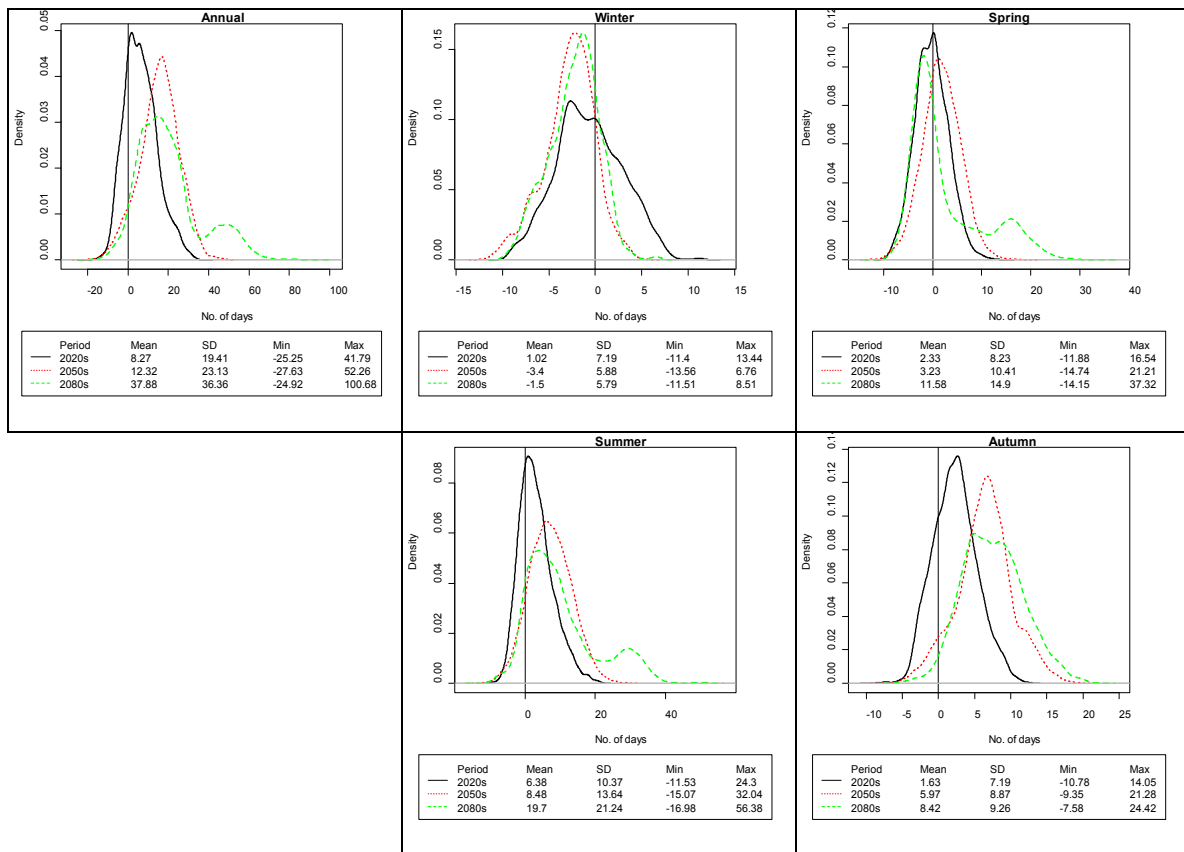 Annual
Density
0.00 0.01 0.02 0.03 0.04 0.05
-20 0 20 40 60 80 100
No. of days
Period Mean SD Min Max
2020s 8.27 19.41 -25.25 41.79
2050s 12.32 23.13 -27.63 52.26
2080s 37.88 36.36 -24.92 100.68
Winter
Density
0.00 0.05 0.10 0.15
-15 -10 -5 0 5 10 15
No. of days
Period Mean SD Min Max
2020s 1.02 7.19 -11.4 13.44
2050s -3.4 5.88 -13.56 6.76
2080s -1.5 5.79 -11.51 8.51
Spring
Density
0.00 0.02 0.04 0.06 0.08 0.10 0.12
-10 0 10 20 30 40
No. of days
Period Mean SD Min Max
2020s 2.33 8.23 -11.88 16.54
2050s 3.23 10.41 -14.74 21.21
2080s 11.58 14.9 -14.15 37.32
Summer
Density
0.00 0.02 0.04 0.06 0.08
0 20 40
No. of days
Period Mean SD Min Max
2020s 6.38 10.37 -11.53 24.3
2050s 8.48 13.64 -15.07 32.04
2080s 19.7 21.24 -16.98 56.38
Autumn
Density
0.00 0.02 0.04 0.06 0.08 0.10 0.12
-10 -5 0 5 10 15 20 25
No. of days
Period Mean SD Min Max
2020s 1.63 7.19 -10.78 14.05
2050s 5.97 8.87 -9.35 21.28
2080s 8.42 9.26 -7.58 24.42